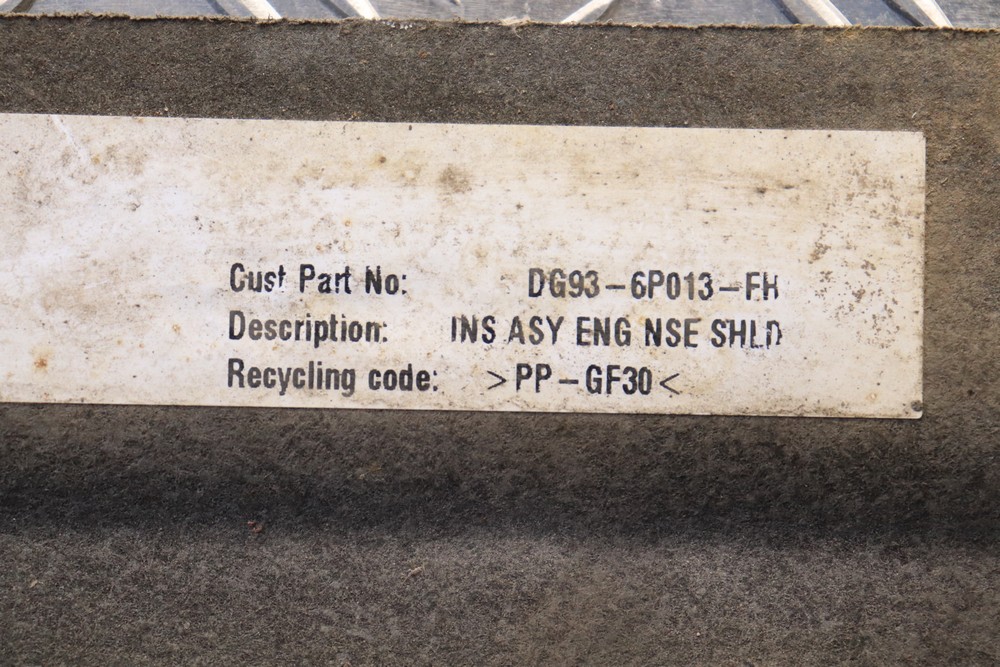 Cust Part No: DG93-6P013-FH
Description: INS ASY ENG NSE SHLD
Recycling code: >PP-GF30<